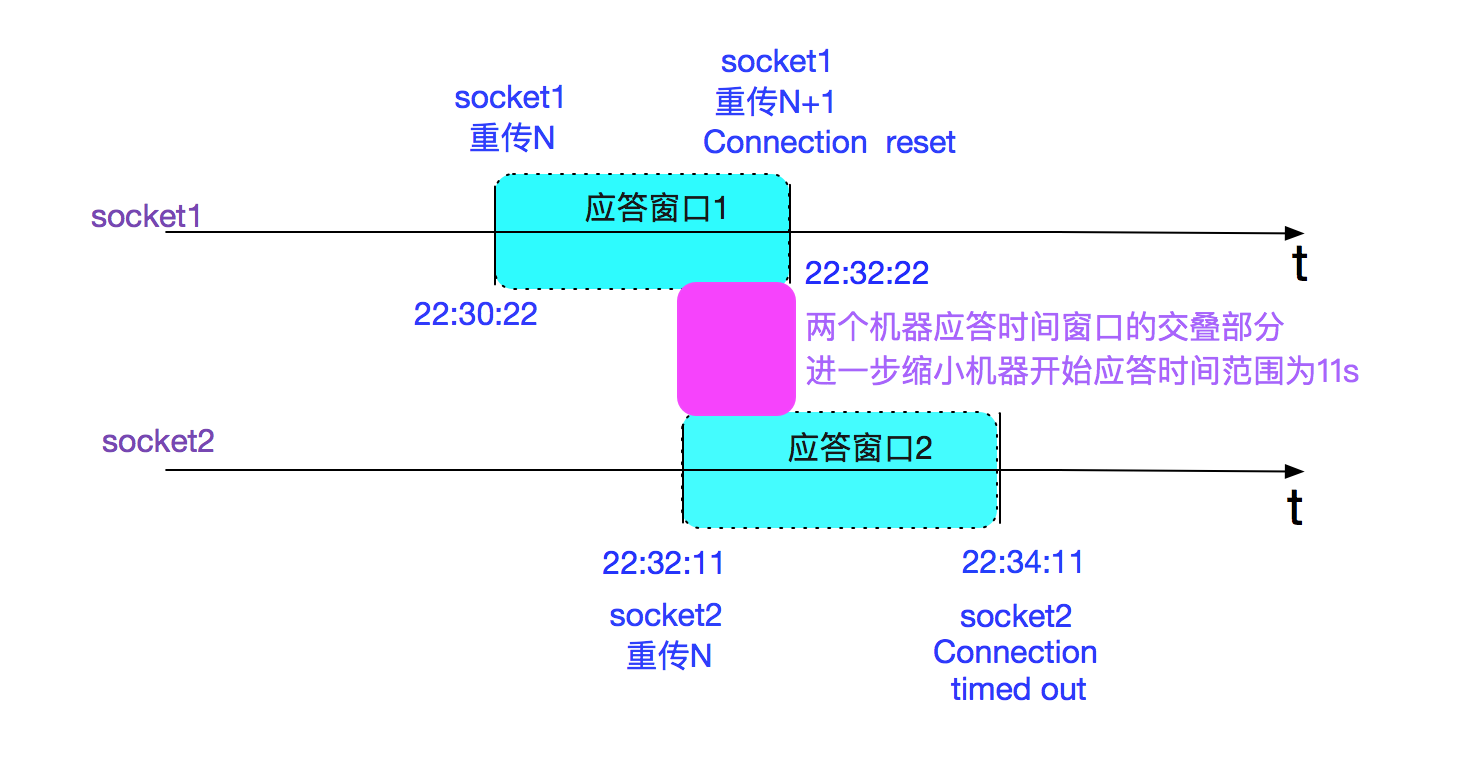 socket1
重传N
socket1
重传N+1
Connection reset
socket1
应答窗口1
t
22:30:22
22:32:22
两个机器应答时间窗口的交叠部分
进一步缩小机器开始应答时间范围为11s
socket2
应答窗口2
t
22:32:11
socket2
重传N
22:34:11
socket2
Connection
timed out